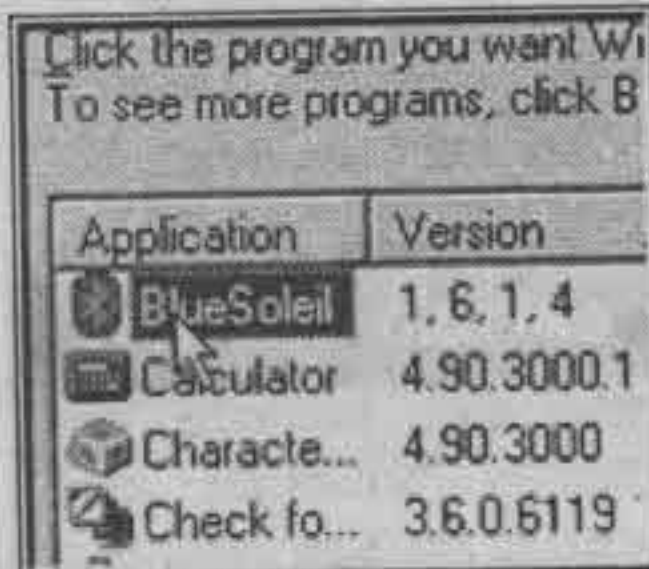 Click the program you want Wi
To see more programs, click B
Application Version
BlueSoleil 1, 6, 1, 4
Calculator 4.90.3000.1
Characte... 4.90.3000
Check fo... 3.6.0.6119